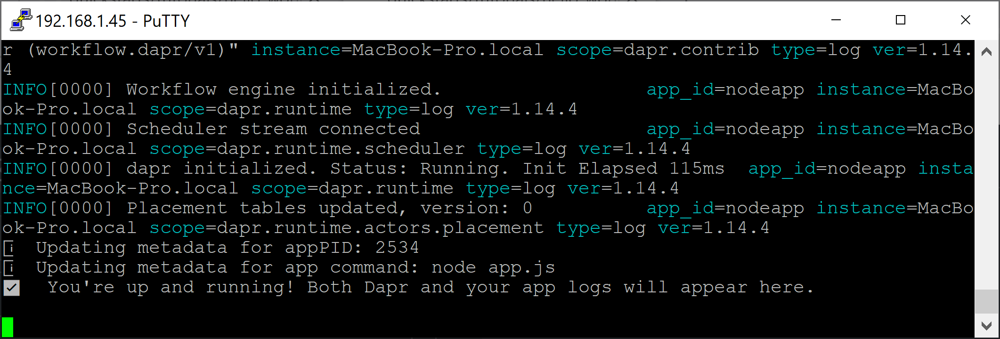 192.168.1.45 - PuTTY
r (workflow.dapr/v1)" instance=MacBook-Pro.local scope=dapr.contrib type=log ver=1.14.
4
INFO[0000] Workflow engine initialized. app_id=nodeapp instance=MacBo
ok-Pro.local scope=dapr.runtime type=log ver=1.14.4
INFO[0000] Scheduler stream connected app_id=nodeapp instance=MacBo
ok-Pro.local scope=dapr.runtime.scheduler type=log ver=1.14.4
INFO[0000] dapr initialized. Status: Running. Init Elapsed 115ms app_id=nodeapp insta
nce=MacBook-Pro.local scope=dapr.runtime type=log ver=1.14.4
INFO[0000] Placement tables updated, version: 0 app_id=nodeapp instance=MacBo
ok-Pro.local scope=dapr.runtime.actors.placement type=log ver=1.14.4
Updating metadata for appPID: 2534
Updating metadata for app command: node app.js
You're up and running! Both Dapr and your app logs will appear here.